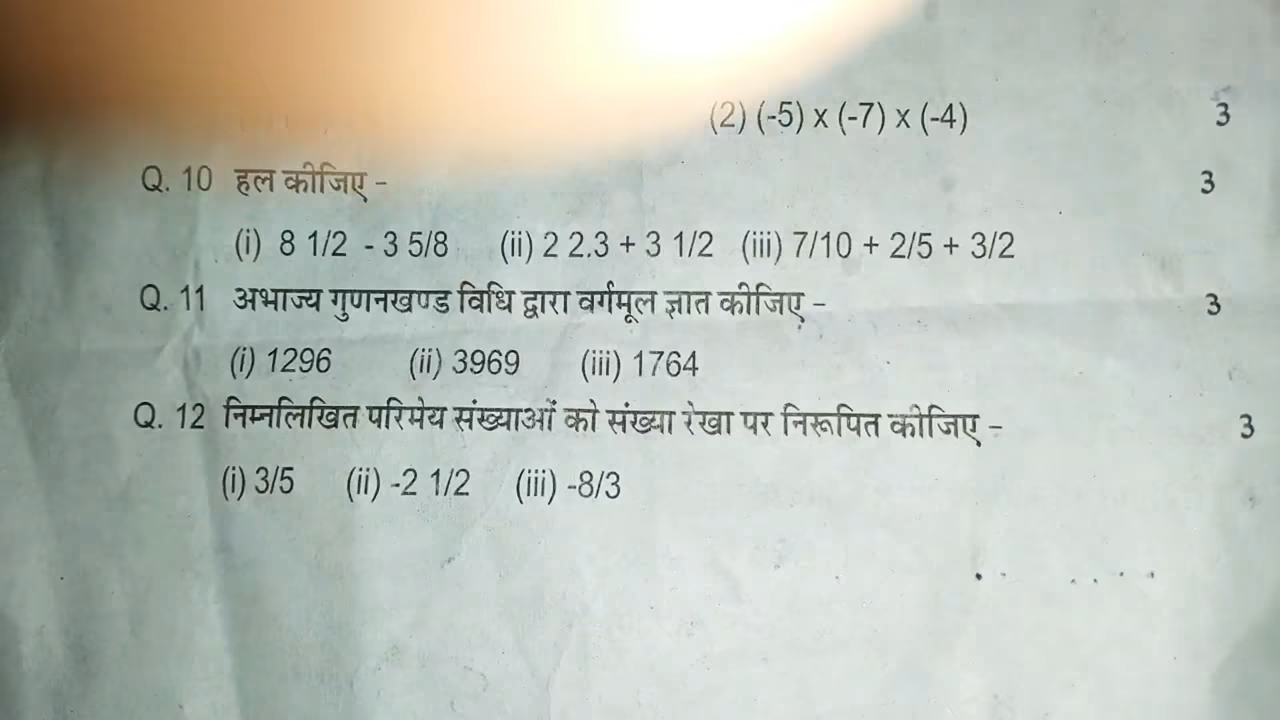 (2) (-5) x (-7) x (-4) 3
Q. 10 हल कीजिए - 3
(i) 8 1/2 - 3 5/8 (ii) 2 2.3 + 3 1/2 (iii) 7/10 + 2/5 + 3/2
Q. 11 अभाज्य गुणनखण्ड विधि द्वारा वर्गमूल ज्ञात कीजिए - 3
(i) 1296 (ii) 3969 (iii) 1764
Q. 12 निम्नलिखित परिमेय संख्याओं को संख्या रेखा पर निरूपित कीजिए - 3
(i) 3/5 (ii) -2 1/2 (iii) -8/3